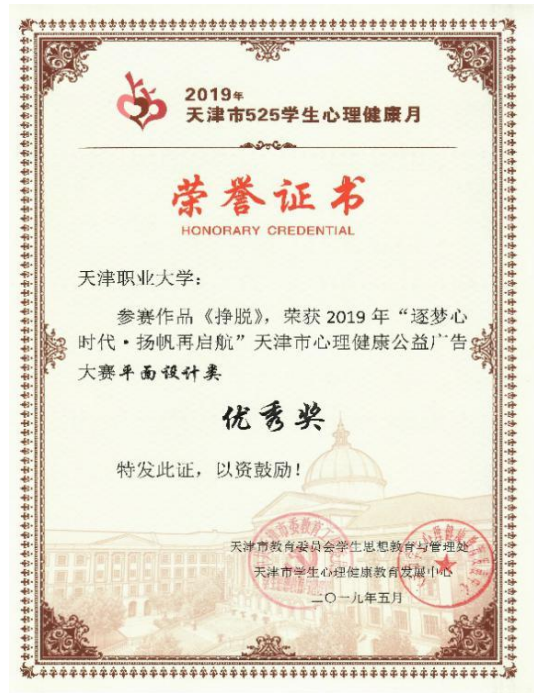 2019年
天津市525学生心理健康月
荣誉证书
HONORARY CREDENTIAL
天津职业大学：
参赛作品《挣脱》，荣获 2019 年“逐梦心
时代·扬帆再启航”天津市心理健康公益广告
大赛平面设计类
优秀奖
特发此证，以资鼓励！
天津市教育委员会学生思想教育与管理处
天津市学生心理健康教育发展中心
二〇一九年五月